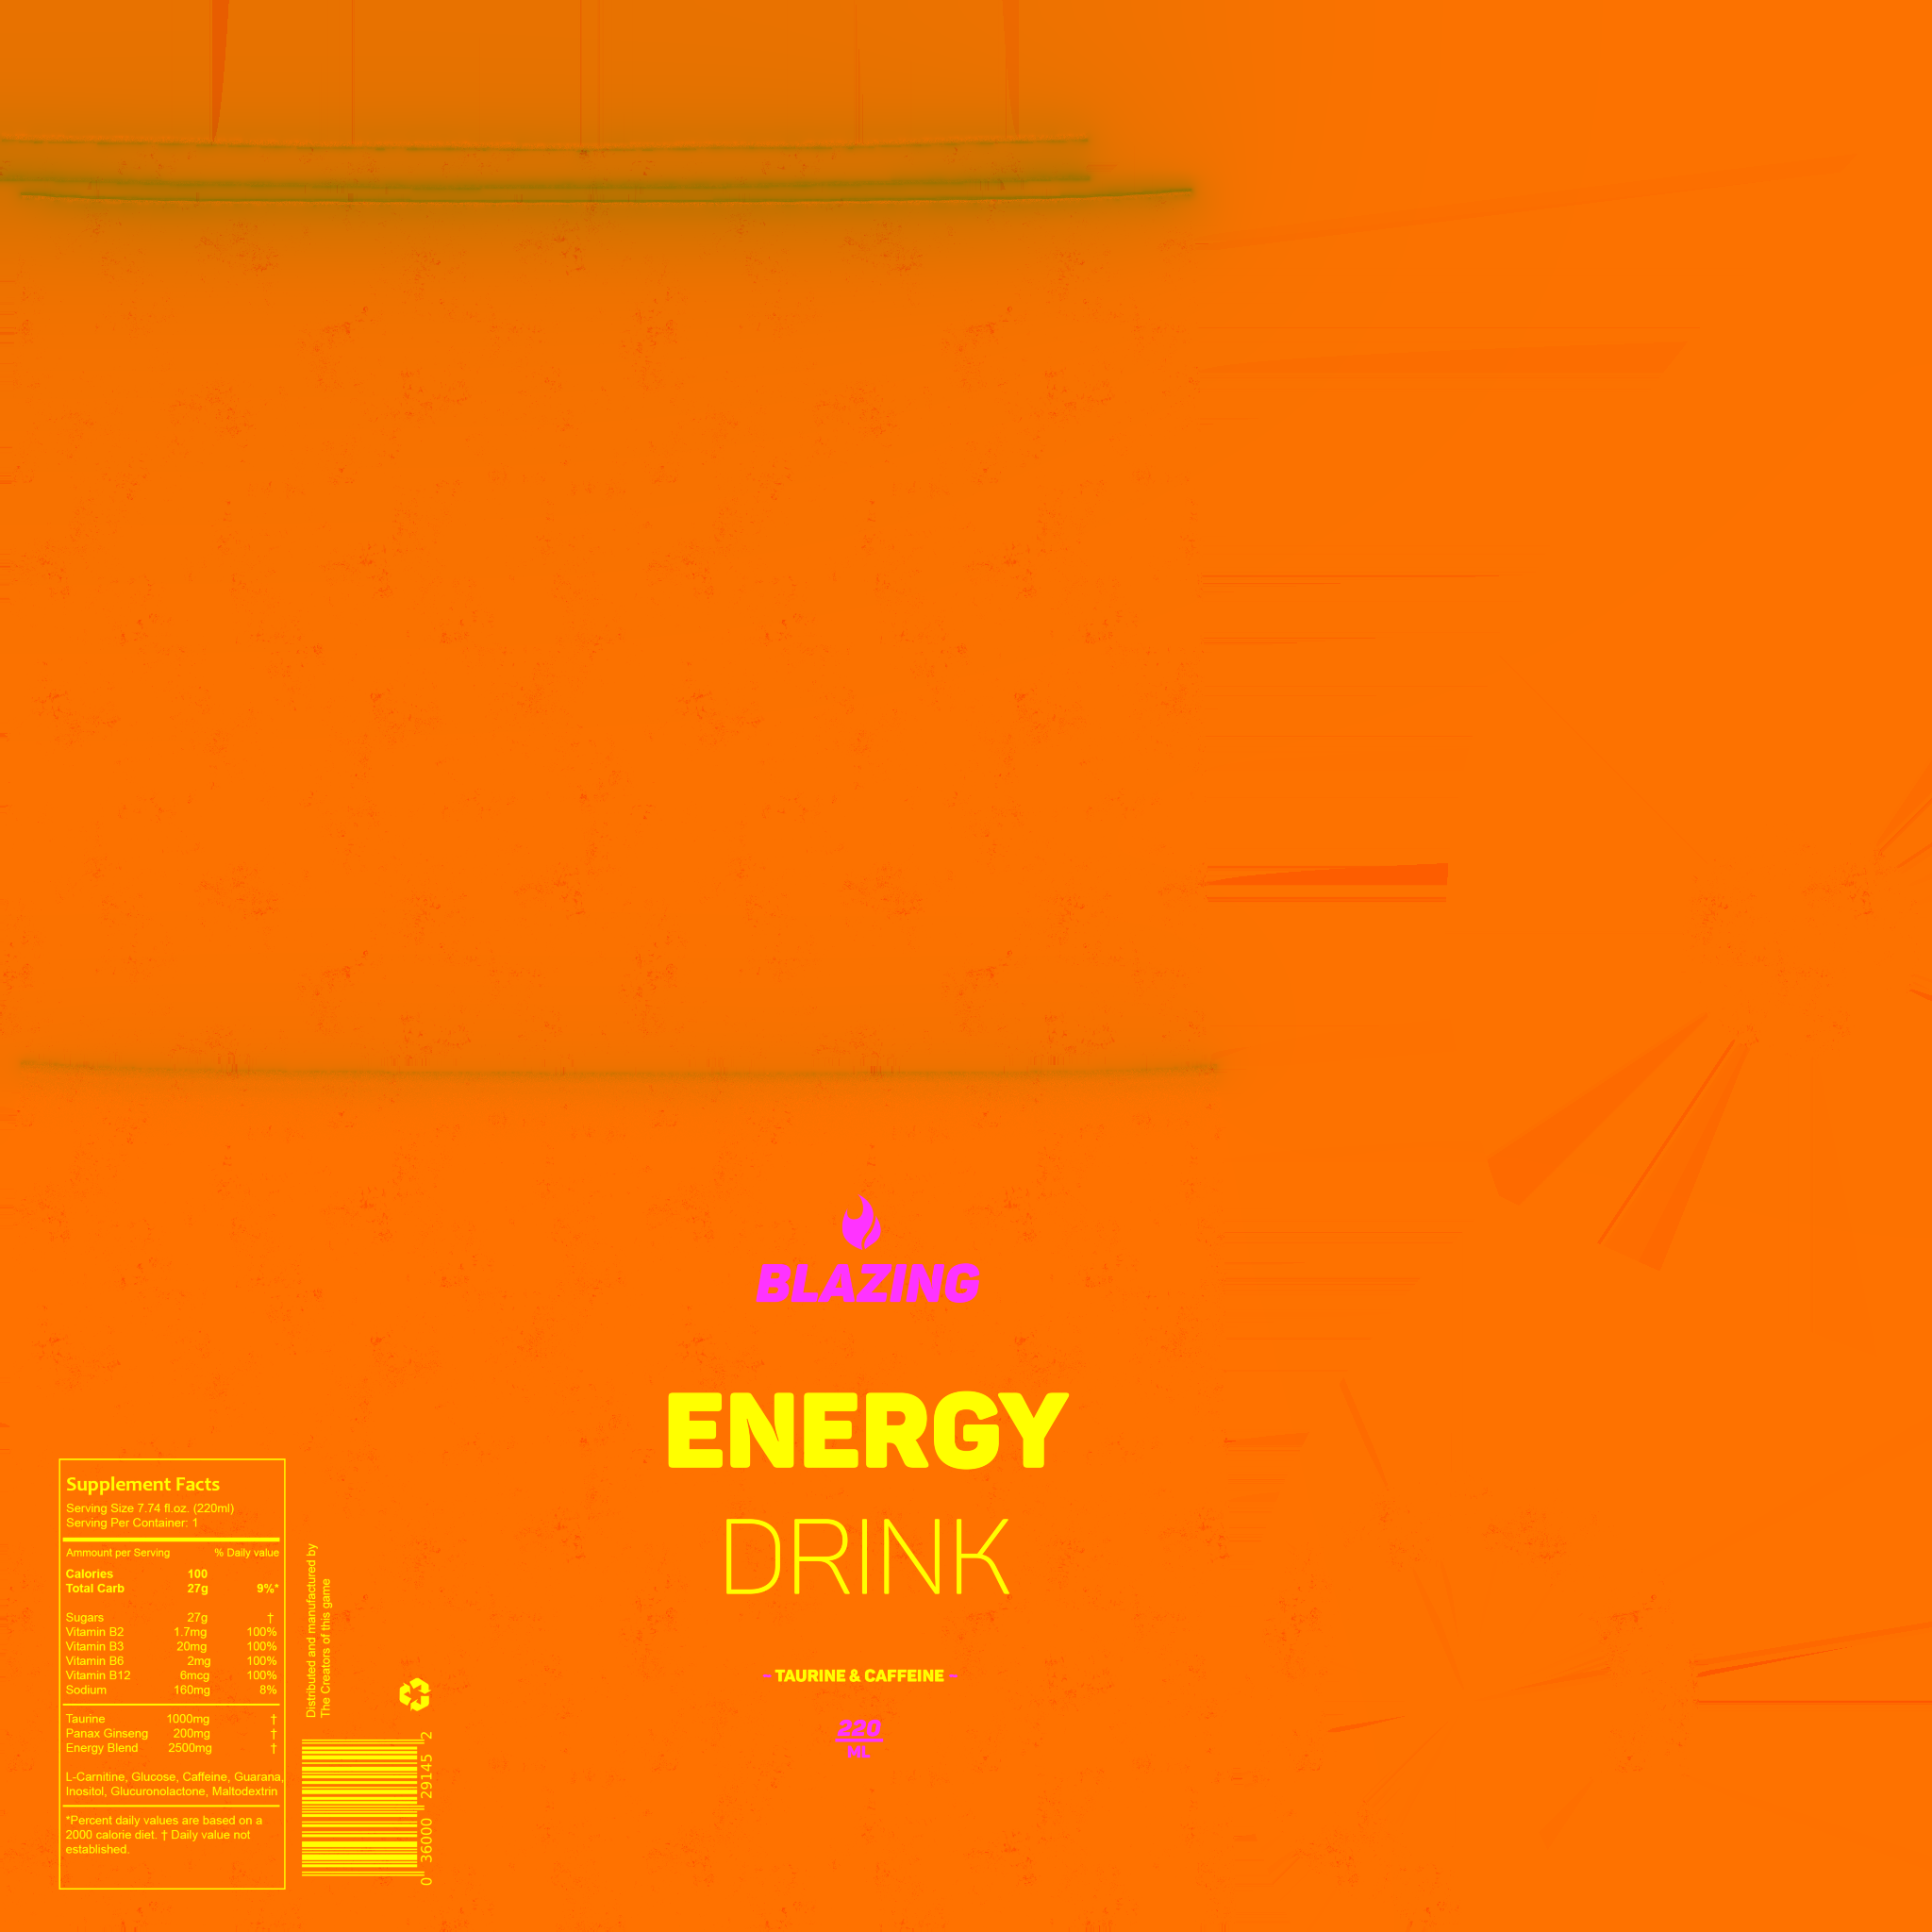 BLAZING
ENERGY
DRINK
- TAURINE & CAFFEINE -
220
ML
Supplement Facts
Serving Size 7.74 fl.oz. (220ml)
Serving Per Container: 1
Ammount per Serving % Daily value
Calories 100
Total Carb 27g 9%*
Sugars 27g †
Vitamin B2 1.7mg 100%
Vitamin B3 20mg 100%
Vitamin B6 2mg 100%
Vitamin B12 6mcg 100%
Sodium 160mg 8%
Taurine 1000mg †
Panax Ginseng 200mg †
Energy Blend 2500mg †
L-Carnitine, Glucose, Caffeine, Guarana,
Inositol, Glucuronolactone, Maltodextrin
*Percent daily values are based on a
2000 calorie diet. † Daily value not
established.
Distributed and manufactured by
The Creators of this game
0 36000 29145 2